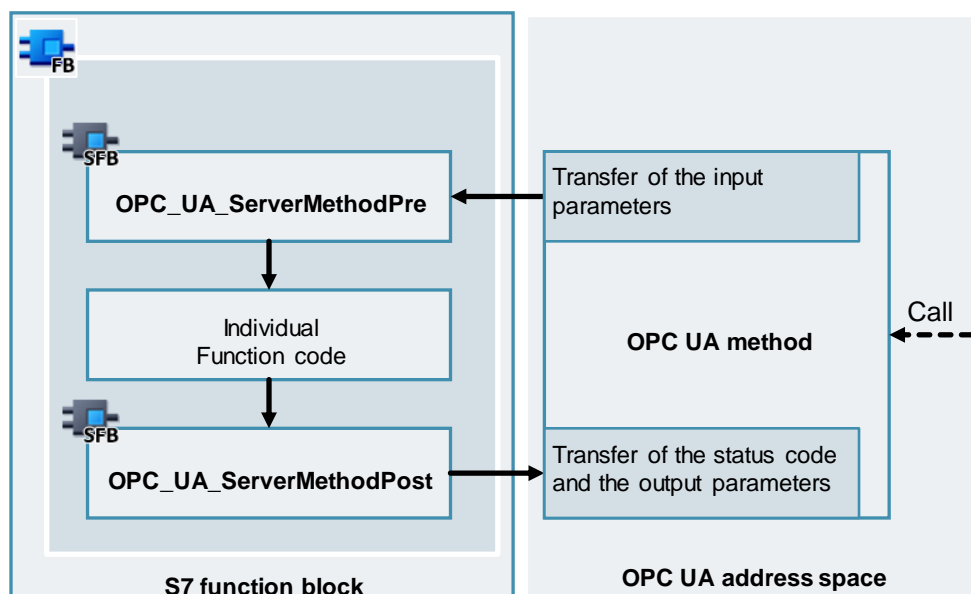 FB
SFB
OPC_UA_ServerMethodPre
Individual
Function code
SFB
OPC_UA_ServerMethodPost
S7 function block
Transfer of the input
parameters
OPC UA method
Call
Transfer of the status code
and the output parameters
OPC UA address space